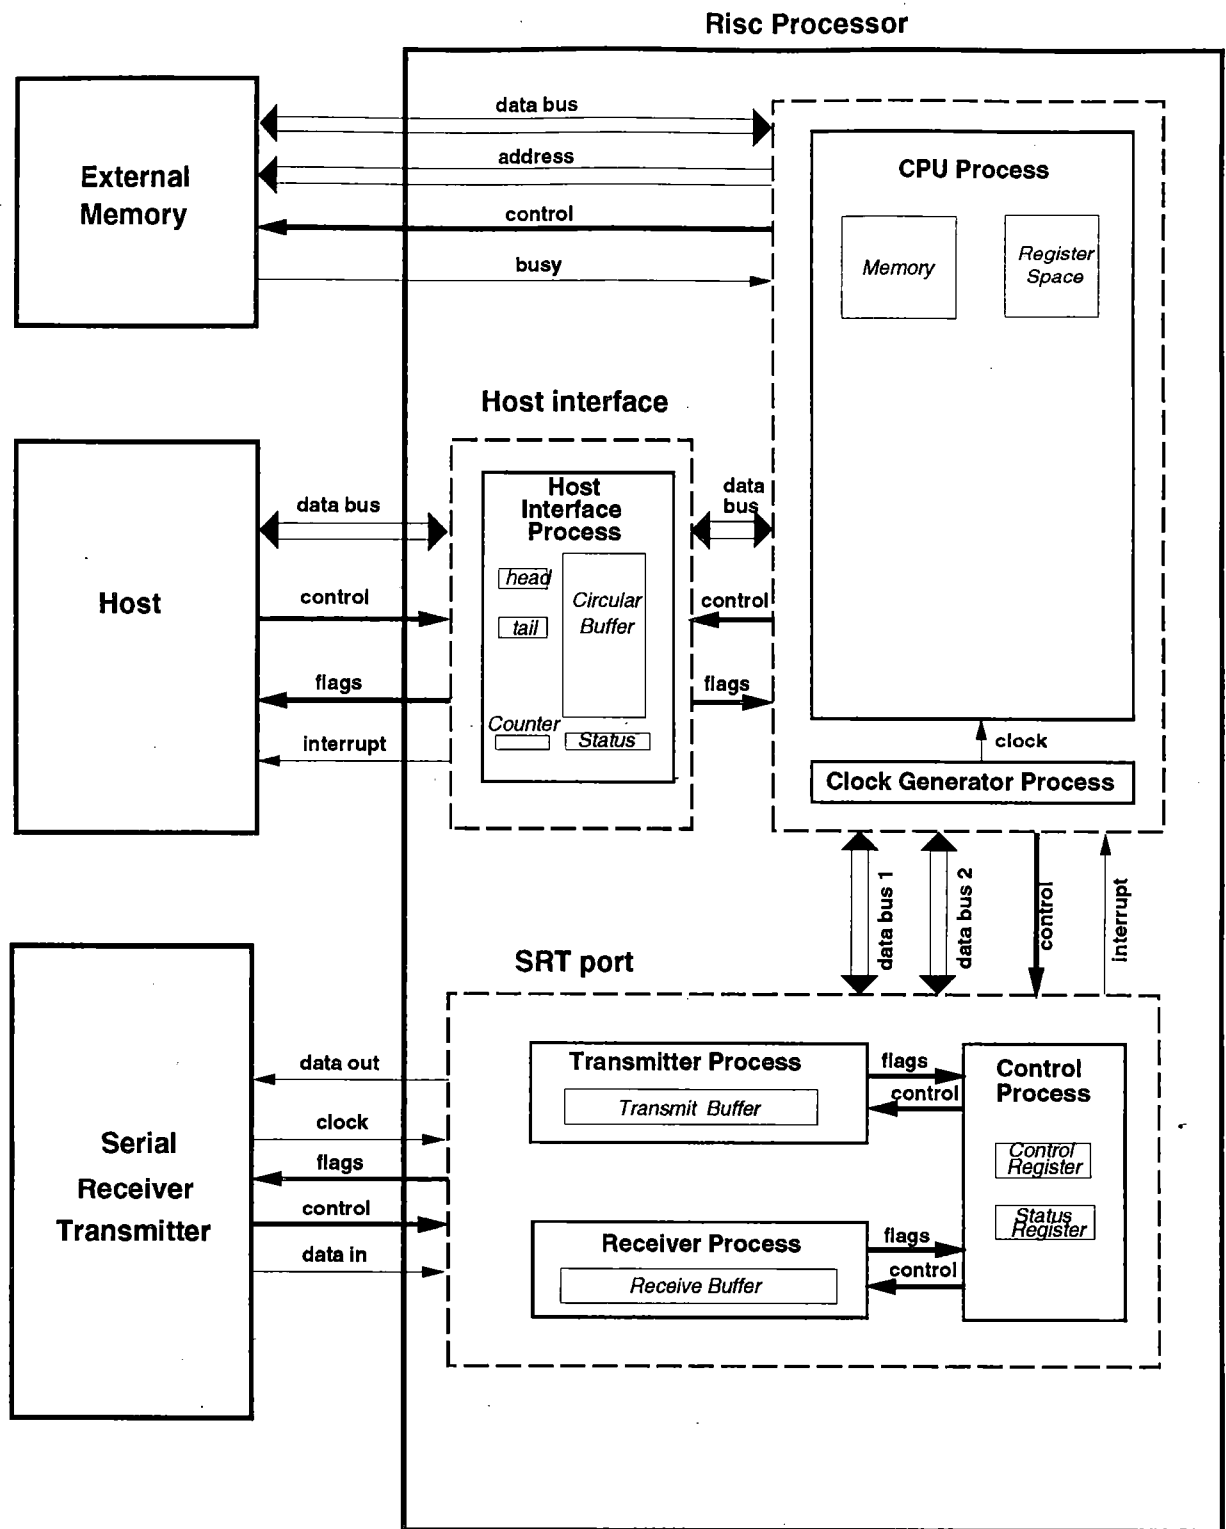 Risc Processor
data bus
address
control
busy
External
Memory
CPU Process
Memory
Register
Space
Host interface
Host
data bus
control
flags
interrupt
Host
Interface
Process
head
tail
Circular
Buffer
Counter
Status
data
bus
control
flags
clock
Clock Generator Process
data bus 1
data bus 2
control
interrupt
SRT port
Serial
Receiver
Transmitter
data out
clock
flags
control
data in
Transmitter Process
Transmit Buffer
flags
control
Control
Process
Control
Register
Status
Register
Receiver Process
Receive Buffer
flags
control